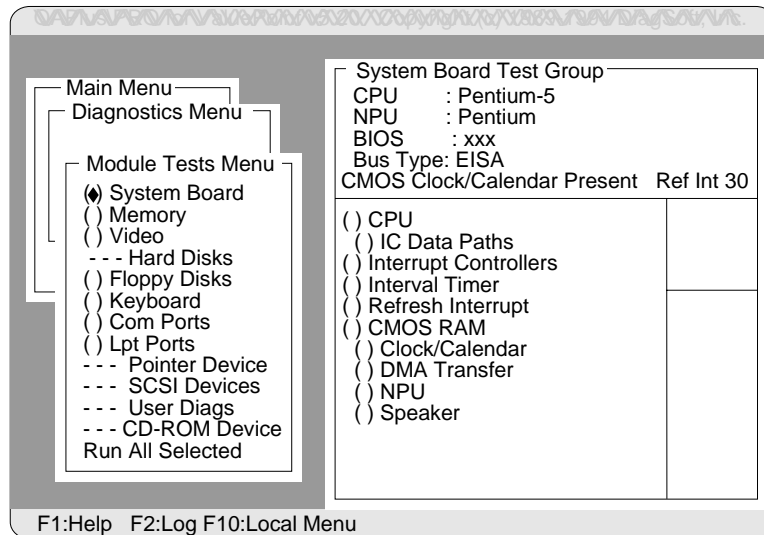 Main Menu
Diagnostics Menu
Module Tests Menu
(♦) System Board
( ) Memory
( ) Video
- - - Hard Disks
( ) Floppy Disks
( ) Keyboard
( ) Com Ports
( ) Lpt Ports
- - - Pointer Device
- - - SCSI Devices
- - - User Diags
- - - CD-ROM Device
Run All Selected
System Board Test Group
CPU : Pentium-5
NPU : Pentium
BIOS : xxx
Bus Type: EISA
CMOS Clock/Calendar Present Ref Int 30
( ) CPU
( ) IC Data Paths
( ) Interrupt Controllers
( ) Interval Timer
( ) Refresh Interrupt
( ) CMOS RAM
( ) Clock/Calendar
( ) DMA Transfer
( ) NPU
( ) Speaker
F1:Help F2:Log F10:Local Menu